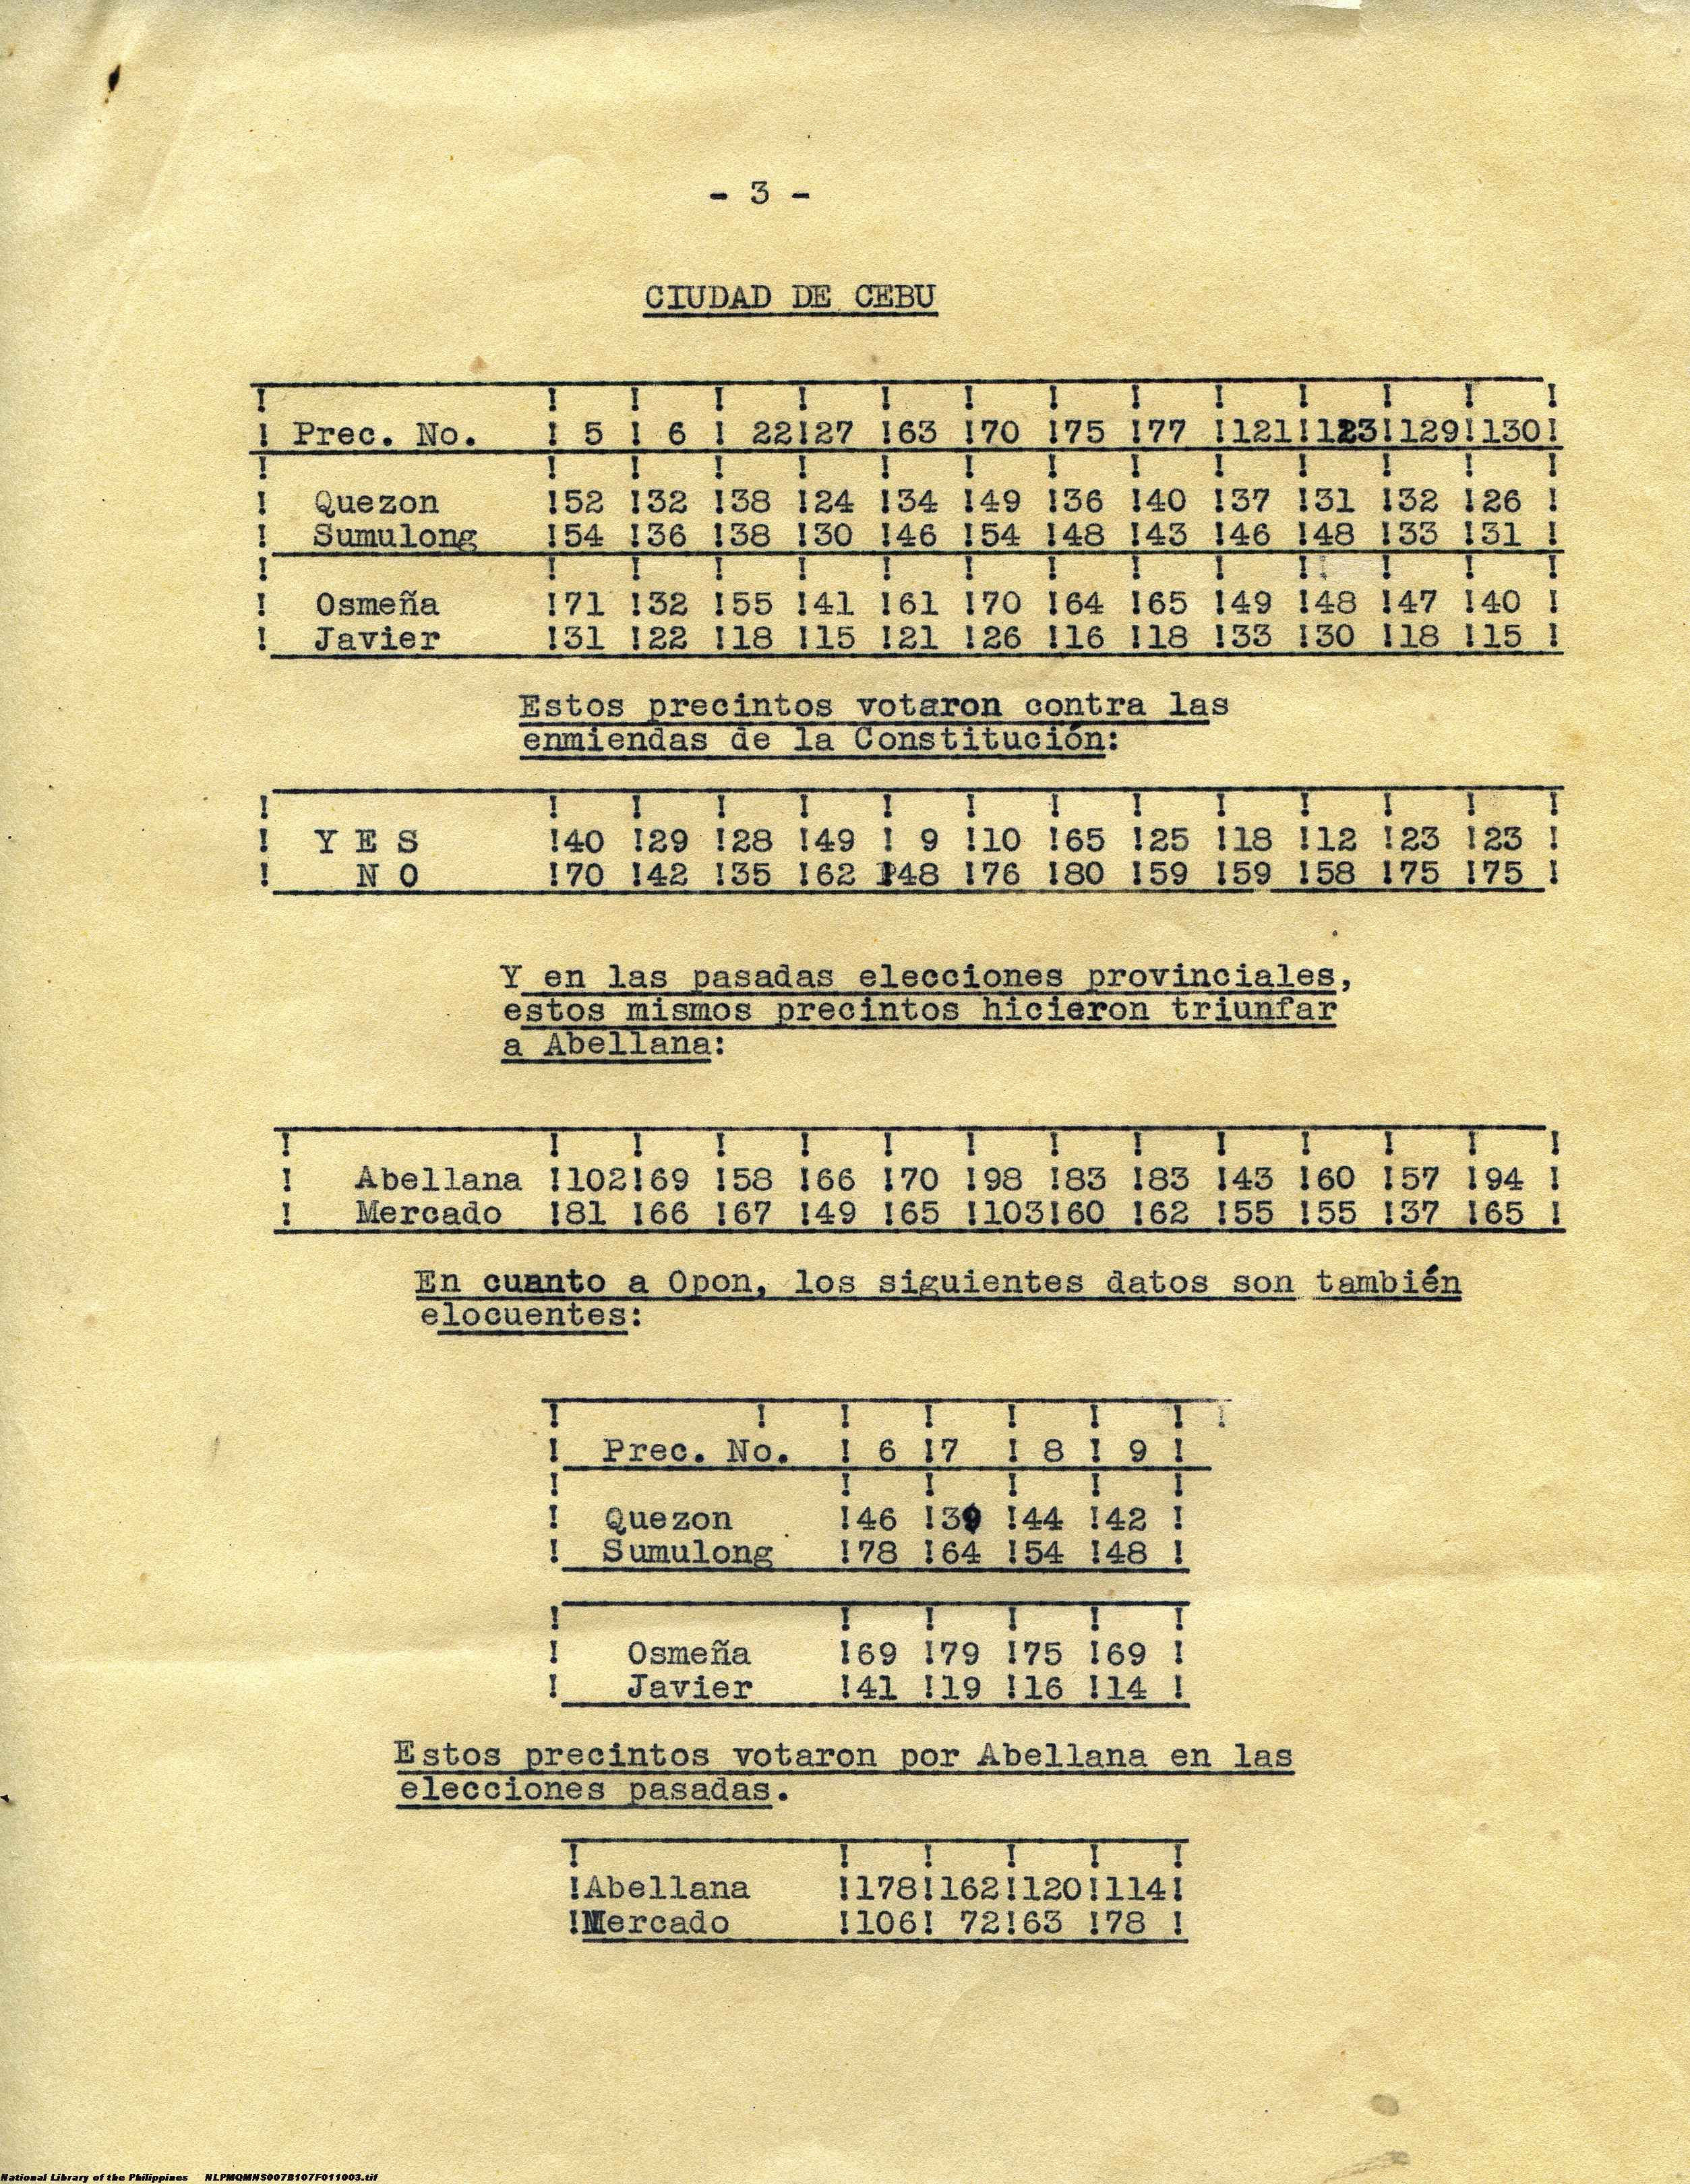 - 3 -
CIUDAD DE CEBU
! Prec. No. ! 5 ! 6 ! 22!27 !63 !70 !75 !77 !121!123!129!130!
! Quezon !52 !32 !38 !24 !34 !49 !36 !40 !37 !31 !32 !26 !
! Sumulong !54 !36 !38 !30 !46 !54 !48 !43 !46 !48 !33 !31 !
! Osmeña !71 !32 !55 !41 !61 !70 !64 !65 !49 !48 !47 !40 !
! Javier !31 !22 !18 !15 !21 !26 !16 !18 !33 !30 !18 !15 !
Estos precintos votaron contra las
enmiendas de la Constitución:
! Y E S !40 !29 !28 !49 ! 9 !10 !65 !25 !18 !12 !23 !23 !
! N O !70 !42 !35 !62 !48 !76 !80 !59 !59 !58 !75 !75 !
Y en las pasadas elecciones provinciales,
estos mismos precintos hicieron triunfar
a Abellana:
! Abellana !102!69 !58 !66 !70 !98 !83 !83 !43 !60 !57 !94 !
! Mercado !81 !66 !67 !49 !65 !103!60 !62 !55 !55 !37 !65 !
En cuanto a Opon, los siguientes datos son también
elocuentes:
! Prec. No. ! 6 !7 ! 8 ! 9 !
! Quezon !46 !39 !44 !42 !
! Sumulong !78 !64 !54 !48 !
! Osmeña !69 !79 !75 !69 !
! Javier !41 !19 !16 !14 !
Estos precintos votaron por Abellana en las
elecciones pasadas.
!Abellana !178!162!120!114!
!Mercado !106! 72!63 !78 !
National Library of the Philippines NLPMQMNS007B107F011003.tif